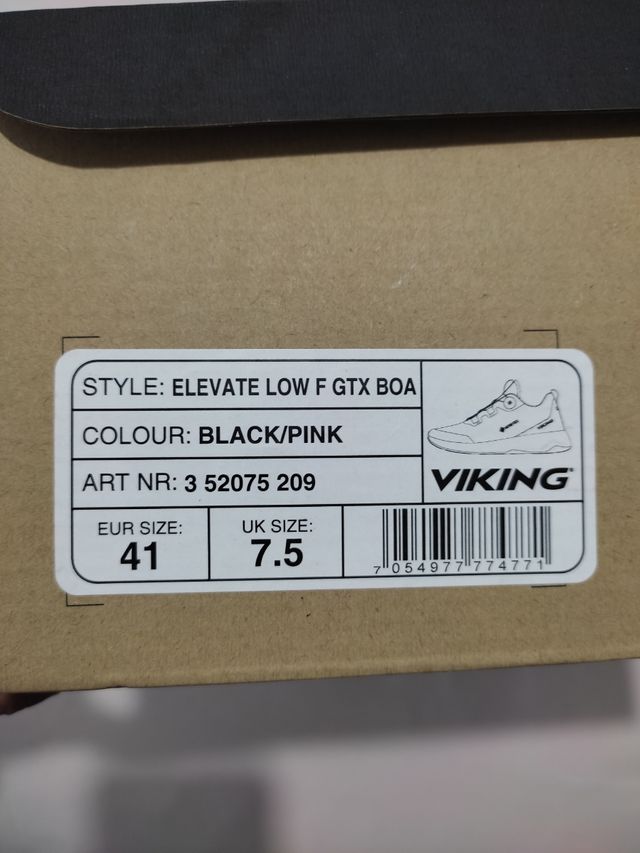 STYLE: ELEVATE LOW F GTX BOA
COLOUR: BLACK/PINK
ART NR: 3 52075 209
VIKING®
EUR SIZE:
41
UK SIZE:
7.5
7 054977 774771